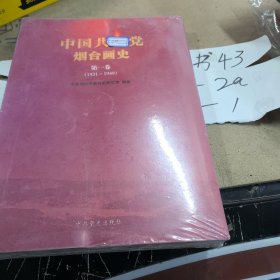 中国共 党
烟台画史
第一卷
(1921-1949)
中共党史出版社
书43
-2a
-1